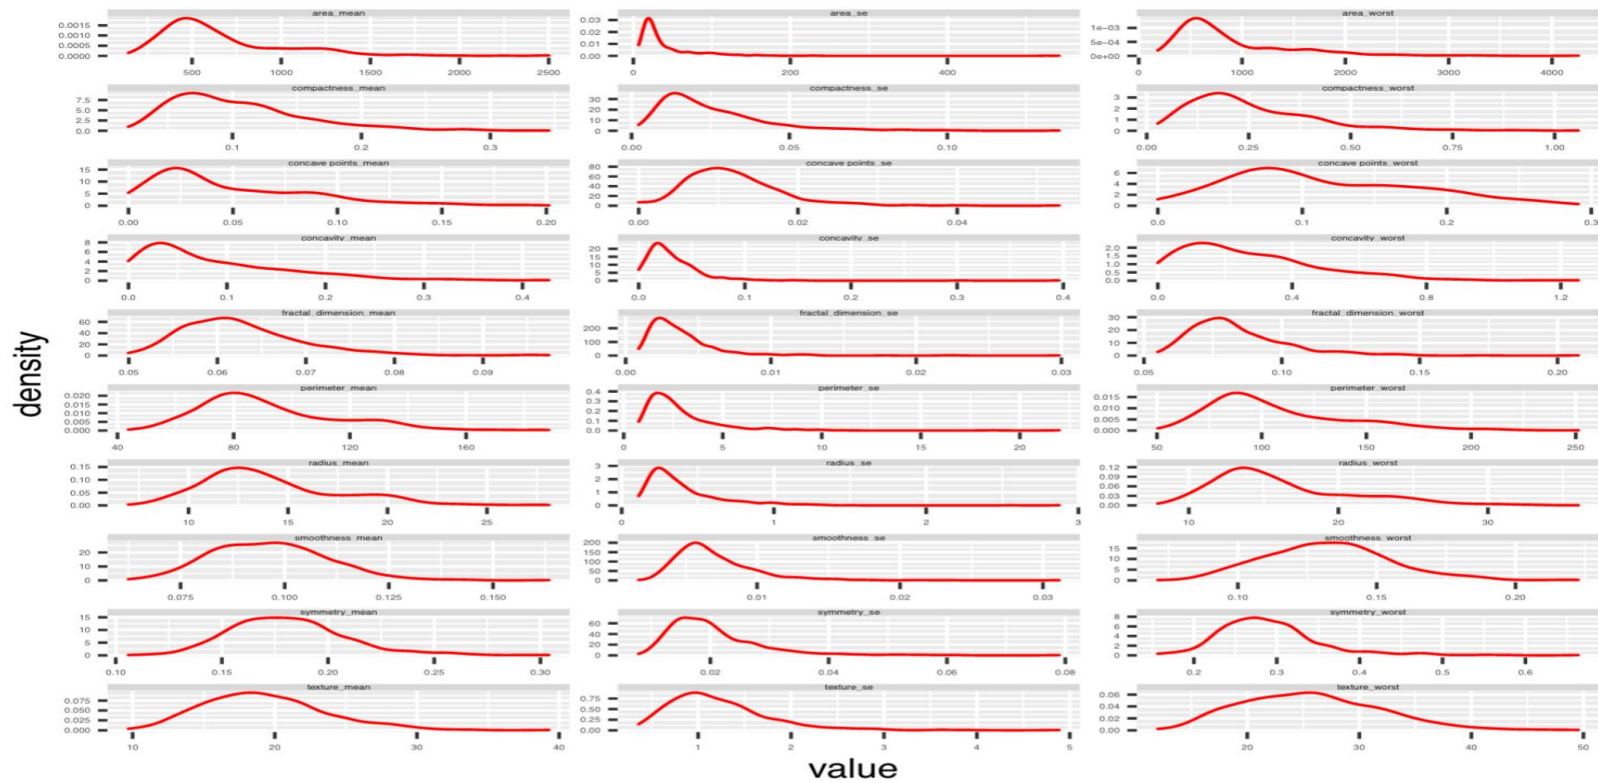 area_mean area_se area_worst
0.0015 0.03 1e−03
0.0010 0.02 5e−04
0.0005 0.01 0e+00
0.0000 0.00
500 1000 1500 2000 2500 0 200 400 0 1000 2000 3000 4000
compactness_mean compactness_se compactness_worst
7.5 30 3
5.0 20 2
2.5 10 1
0.0 0 0
0.1 0.2 0.3 0.00 0.05 0.10 0.00 0.25 0.50 0.75 1.00
concave points_mean concave points_se concave points_worst
15 80 6
10 60 4
5 40 2
0 20 0
0
0.00 0.05 0.10 0.15 0.20 0.00 0.02 0.04 0.0 0.1 0.2 0.3
concavity_mean concavity_se concavity_worst
8 20 2.0
6 15 1.5
4 10 1.0
2 5 0.5
0 0 0.0
0.0 0.1 0.2 0.3 0.4 0.0 0.1 0.2 0.3 0.4 0.0 0.4 0.8 1.2
fractal_dimension_mean fractal_dimension_se fractal_dimension_worst
60 200 30
40 100 20
20 0 10
0 0
0.05 0.06 0.07 0.08 0.09 0.00 0.01 0.02 0.03 0.05 0.10 0.15 0.20
density
perimeter_mean perimeter_se perimeter_worst
0.020 0.4 0.015
0.015 0.3 0.010
0.010 0.2 0.005
0.005 0.1 0.000
0.000 0.0
40 80 120 160 0 5 10 15 20 50 100 150 200 250
radius_mean radius_se radius_worst
0.15 3 0.12
0.10 2 0.09
0.05 1 0.06
0.00 0 0.03
0.00
10 15 20 25 0 1 2 3 10 20 30
smoothness_mean smoothness_se smoothness_worst
20 200 15
10 150 10
0 100 5
50 0
0
0.075 0.100 0.125 0.150 0.01 0.02 0.03 0.10 0.15 0.20
symmetry_mean symmetry_se symmetry_worst
15 60 8
10 40 6
5 20 4
0 0 2
0
0.10 0.15 0.20 0.25 0.30 0.02 0.04 0.06 0.08 0.2 0.3 0.4 0.5 0.6
texture_mean texture_se texture_worst
0.075 0.75 0.06
0.050 0.50 0.04
0.025 0.25 0.02
0.000 0.00 0.00
10 20 30 40 1 2 3 4 5 20 30 40 50
value